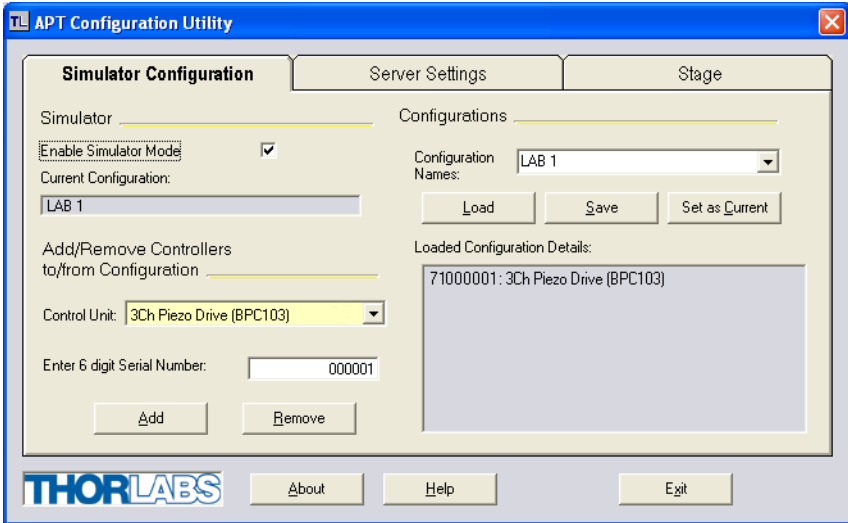 TL APT Configuration Utility
Simulator Configuration
Server Settings
Stage
Simulator
Enable Simulator Mode
Current Configuration:
LAB 1
Add/Remove Controllers
to/from Configuration
Control Unit: 3Ch Piezo Drive (BPC103)
Enter 6 digit Serial Number: 000001
Add
Remove
Configurations
Configuration
Names:
LAB 1
Load
Save
Set as Current
Loaded Configuration Details:
71000001: 3Ch Piezo Drive (BPC103)
THORLABS
About
Help
Exit